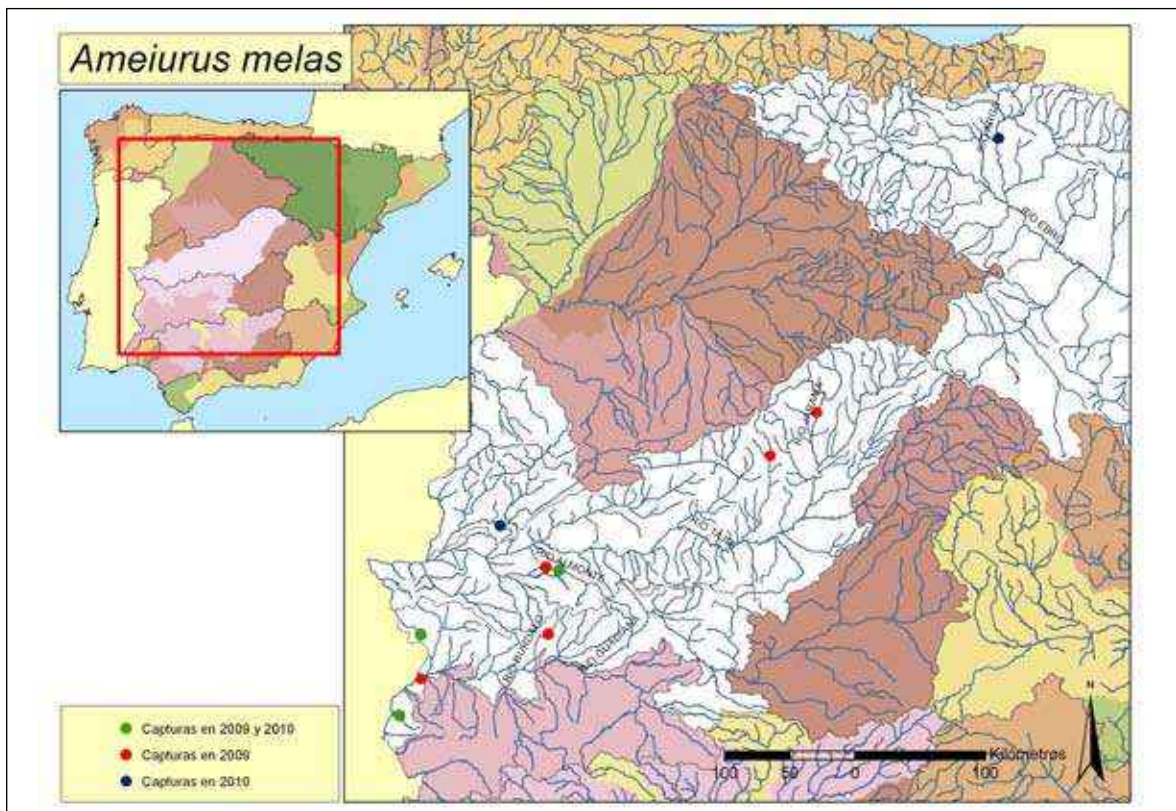 Ameiurus melas
RIO EBRO
RIO TAJO
N
Capturas en 2009 y 2010
Capturas en 2009
Capturas en 2010
Kilómetros
100 50 0 100